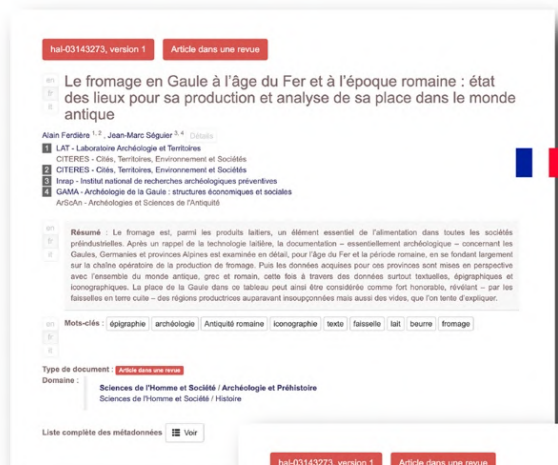 hal-03143273, version 1 Article dans une revue
en
fr
it
Le fromage en Gaule à l'âge du Fer et à l'époque romaine : état
des lieux pour sa production et analyse de sa place dans le monde
antique
Alain Ferdière 1, 2 , Jean-Marc Séguier 3, 4 Détails
1 LAT - Laboratoire Archéologie et Territoires
CITERES - Cités, Territoires, Environnement et Sociétés
2 CITERES - Cités, Territoires, Environnement et Sociétés
3 Inrap - Institut national de recherches archéologiques préventives
4 GAMA - Archéologie de la Gaule : structures économiques et sociales
ArScAn - Archéologies et Sciences de l'Antiquité
en
fr
it
Résumé : Le fromage est, parmi les produits laitiers, un élément essentiel de l'alimentation dans toutes les sociétés
préindustrielles. Après un rappel de la technologie laitière, la documentation – essentiellement archéologique – concernant les
Gaules, Germanies et provinces Alpines est examinée en détail, pour l'âge du Fer et la période romaine, en se fondant largement
sur la chaîne opératoire de la production de fromage. Puis les données acquises pour ces provinces sont mises en perspective
avec l'ensemble du monde antique, grec et romain, cette fois à travers des données surtout textuelles, épigraphiques et
iconographiques. La place de la Gaule dans ce tableau peut ainsi être considérée comme fort honorable, révélant – par les
faisselles en terre cuite – des régions productrices auparavant insoupçonnées mais aussi des vides, que l'on tente d'expliquer.
en
fr
it
Mots-clés : épigraphie archéologie Antiquité romaine iconographie texte faisselle lait beurre fromage
Type de document : Article dans une revue
Domaine :
Sciences de l'Homme et Société / Archéologie et Préhistoire
Sciences de l'Homme et Société / Histoire
Liste complète des métadonnées Voir
hal-03143273, version 1 Article dans une revue